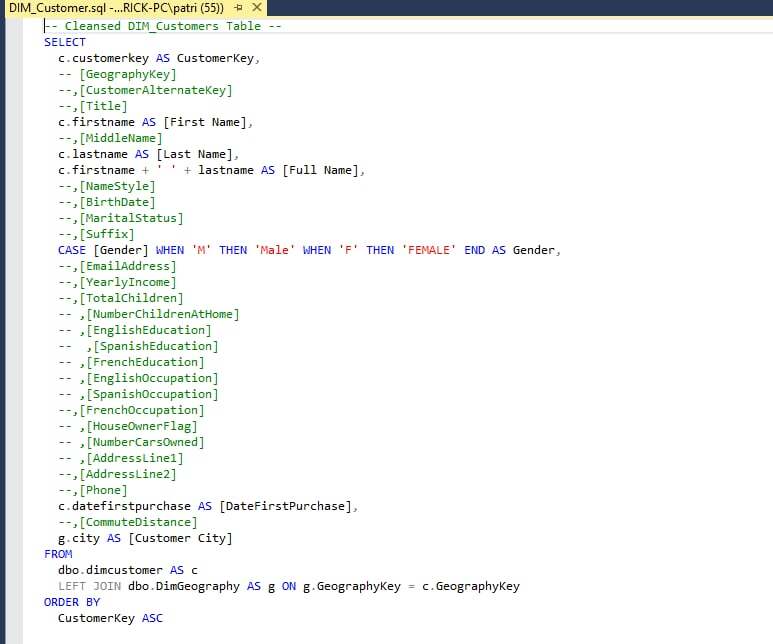 DIM_Customer.sql -...RICK-PC\patri (55))
-- Cleansed DIM_Customers Table --
SELECT
c.customerkey AS CustomerKey,
-- [GeographyKey]
--,[CustomerAlternateKey]
--,[Title]
c.firstname AS [First Name],
--,[MiddleName]
c.lastname AS [Last Name],
c.firstname + ' ' + lastname AS [Full Name],
--,[NameStyle]
--,[BirthDate]
--,[MaritalStatus]
--,[Suffix]
CASE [Gender] WHEN 'M' THEN 'Male' WHEN 'F' THEN 'FEMALE' END AS Gender,
--,[EmailAddress]
--,[YearlyIncome]
--,[TotalChildren]
-- ,[NumberChildrenAtHome]
-- ,[EnglishEducation]
--  ,[SpanishEducation]
-- ,[FrenchEducation]
-- ,[EnglishOccupation]
-- ,[SpanishOccupation]
--,[FrenchOccupation]
-- ,[HouseOwnerFlag]
-- ,[NumberCarsOwned]
-- ,[AddressLine1]
--,[AddressLine2]
--,[Phone]
c.datefirstpurchase AS [DateFirstPurchase],
--,[CommuteDistance]
g.city AS [Customer City]
FROM
dbo.dimcustomer AS c
LEFT JOIN dbo.DimGeography AS g ON g.GeographyKey = c.GeographyKey
ORDER BY
CustomerKey ASC